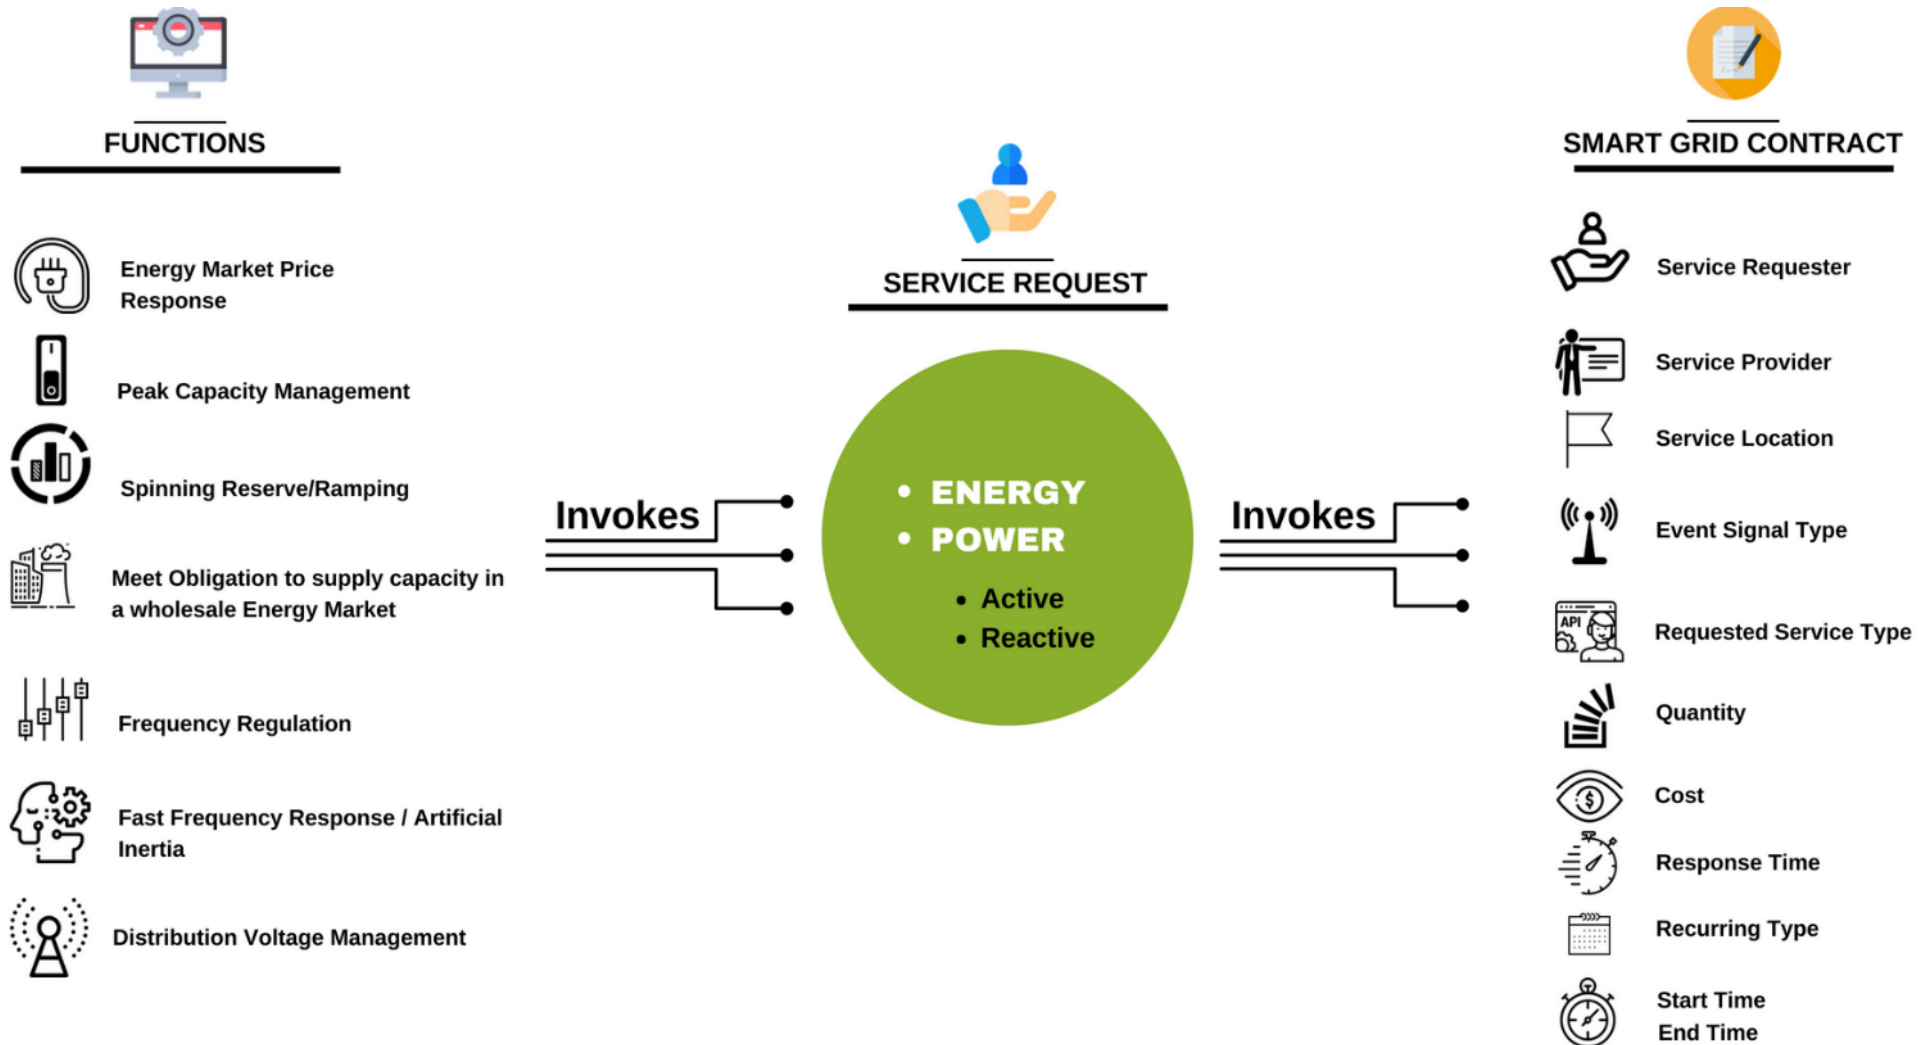 FUNCTIONS
Energy Market Price
Response
Peak Capacity Management
Spinning Reserve/Ramping
Meet Obligation to supply capacity in
a wholesale Energy Market
Frequency Regulation
Fast Frequency Response / Artificial
Inertia
Distribution Voltage Management
Invokes
SERVICE REQUEST
• ENERGY
• POWER
• Active
• Reactive
Invokes
SMART GRID CONTRACT
Service Requester
Service Provider
Service Location
Event Signal Type
API
Requested Service Type
Quantity
$
Cost
Response Time
Recurring Type
Start Time
End Time